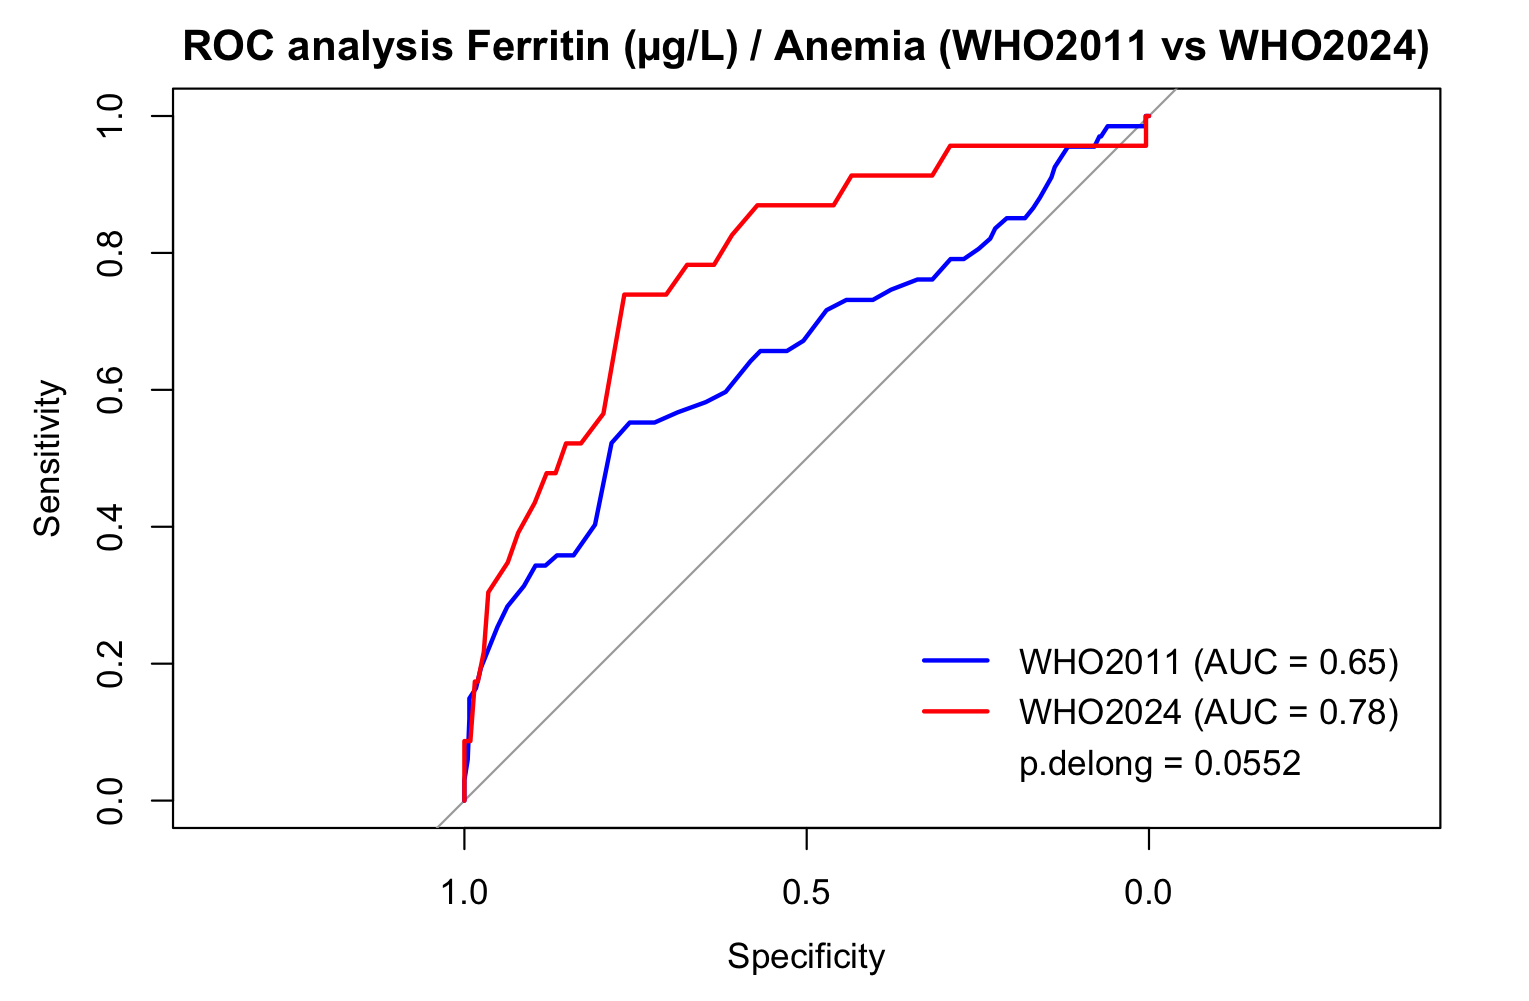 ROC analysis Ferritin (µg/L) / Anemia (WHO2011 vs WHO2024)
Sensitivity
1.0
0.8
0.6
0.4
0.2
0.0
WHO2011 (AUC = 0.65)
WHO2024 (AUC = 0.78)
p.delong = 0.0552
1.0 0.5 0.0
Specificity